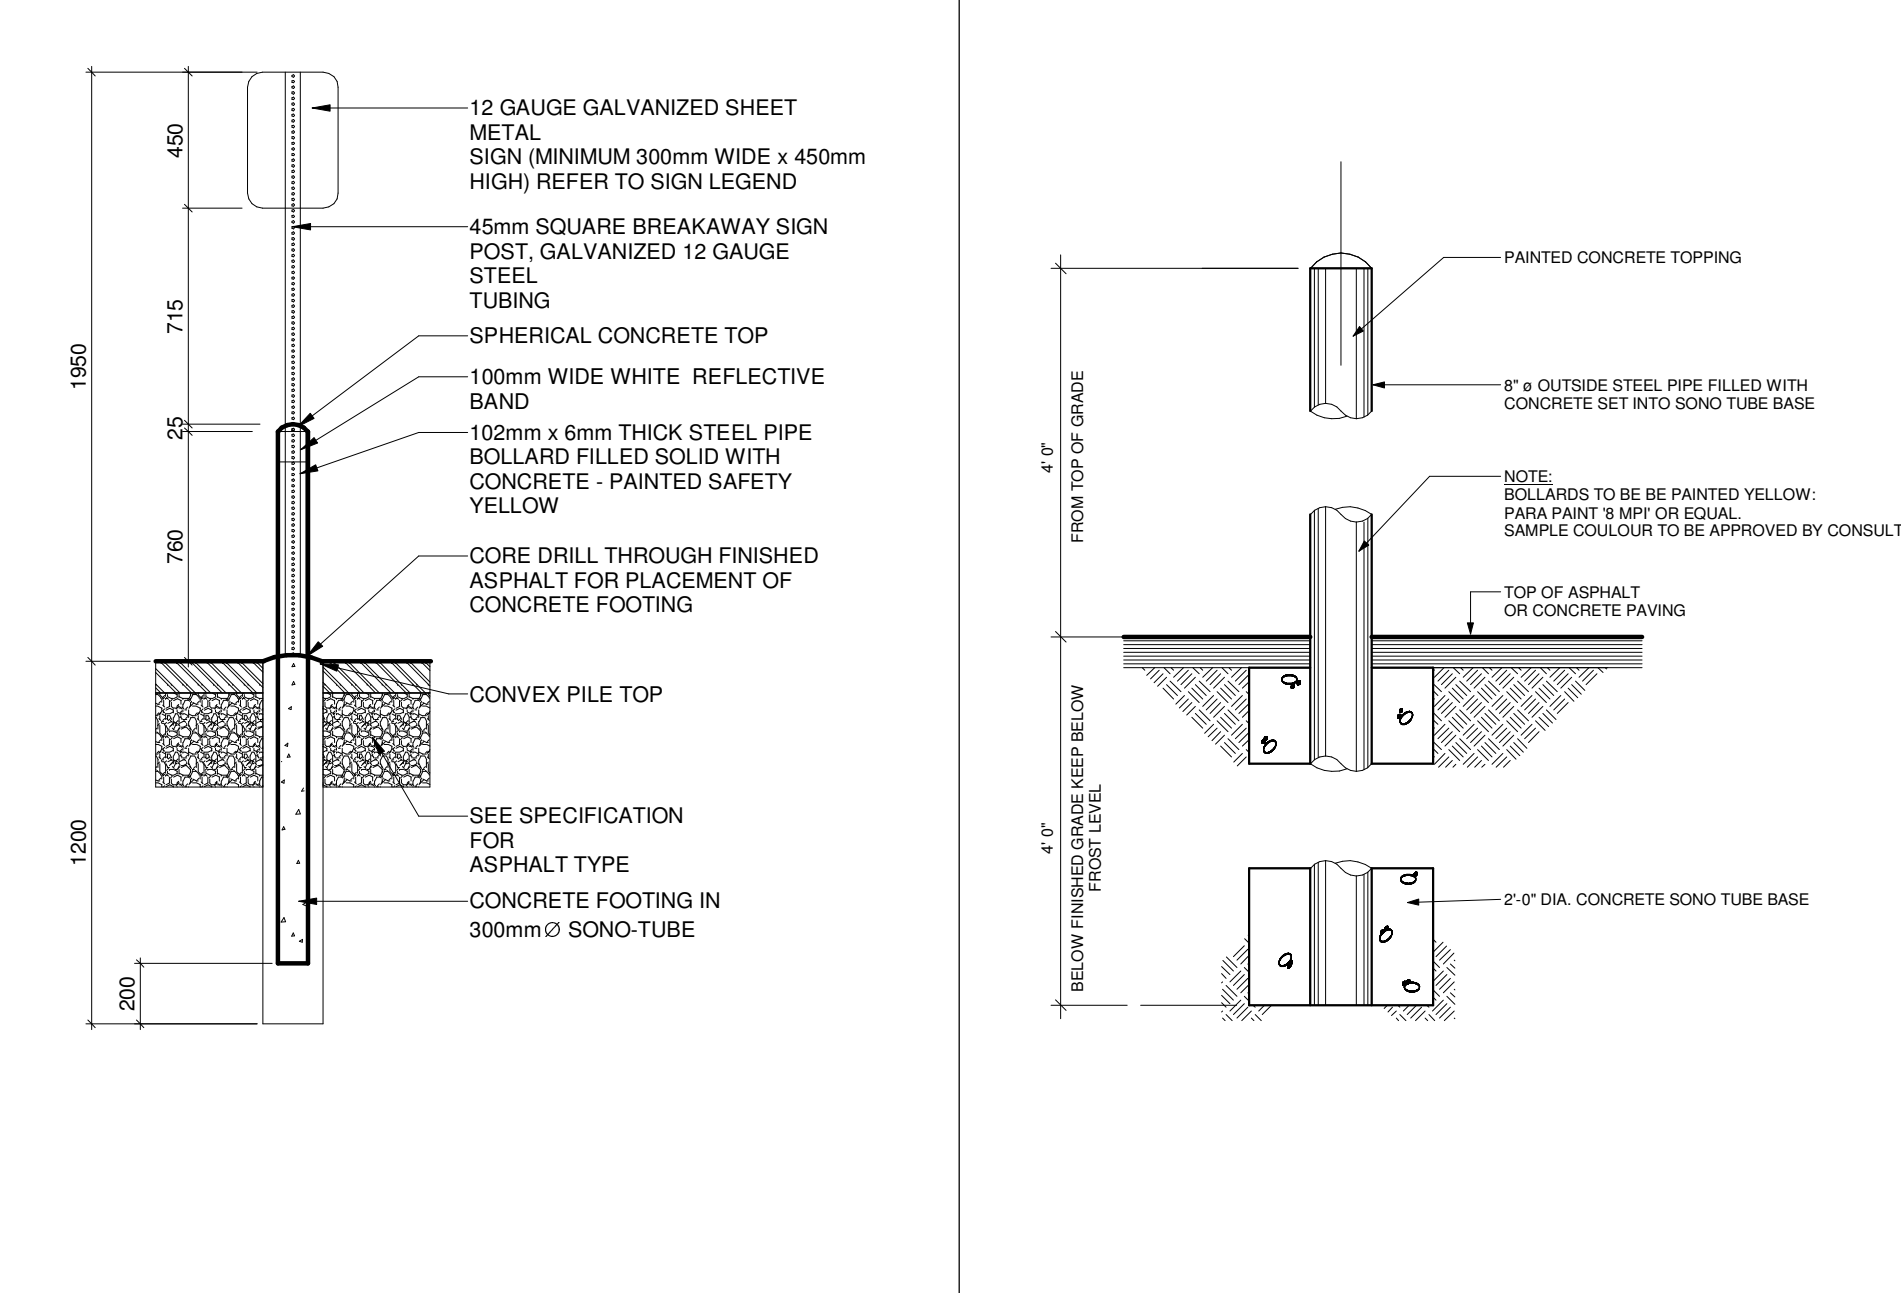 1950
450
715
25
760
1200
200
12 GAUGE GALVANIZED SHEET
METAL
SIGN (MINIMUM 300mm WIDE x 450mm
HIGH) REFER TO SIGN LEGEND
45mm SQUARE BREAKAWAY SIGN
POST, GALVANIZED 12 GAUGE
STEEL
TUBING
SPHERICAL CONCRETE TOP
100mm WIDE WHITE REFLECTIVE
BAND
102mm x 6mm THICK STEEL PIPE
BOLLARD FILLED SOLID WITH
CONCRETE - PAINTED SAFETY
YELLOW
CORE DRILL THROUGH FINISHED
ASPHALT FOR PLACEMENT OF
CONCRETE FOOTING
CONVEX PILE TOP
SEE SPECIFICATION
FOR
ASPHALT TYPE
CONCRETE FOOTING IN
300mm∅ SONO-TUBE
4' 0"
FROM TOP OF GRADE
4' 0"
BELOW FINISHED GRADE KEEP BELOW
FROST LEVEL
PAINTED CONCRETE TOPPING
8" ø OUTSIDE STEEL PIPE FILLED WITH
CONCRETE SET INTO SONO TUBE BASE
NOTE:
BOLLARDS TO BE BE PAINTED YELLOW:
PARA PAINT '8 MPI' OR EQUAL.
SAMPLE COULOUR TO BE APPROVED BY CONSULT
TOP OF ASPHALT
OR CONCRETE PAVING
2'-0" DIA. CONCRETE SONO TUBE BASE